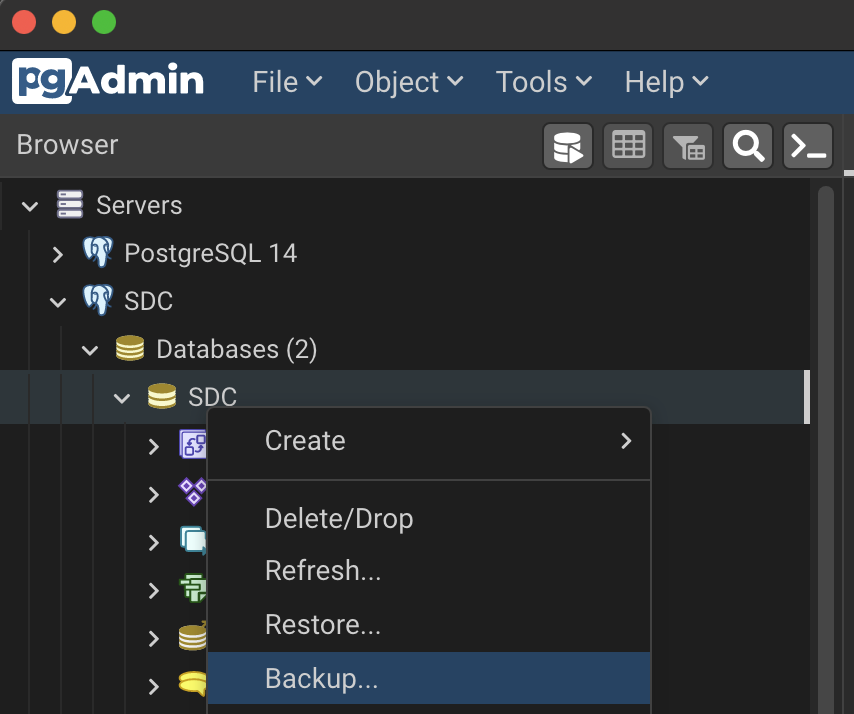 pgAdmin File Object Tools Help
Browser
Servers
PostgreSQL 14
SDC
Databases (2)
SDC
Create
Delete/Drop
Refresh...
Restore...
Backup...